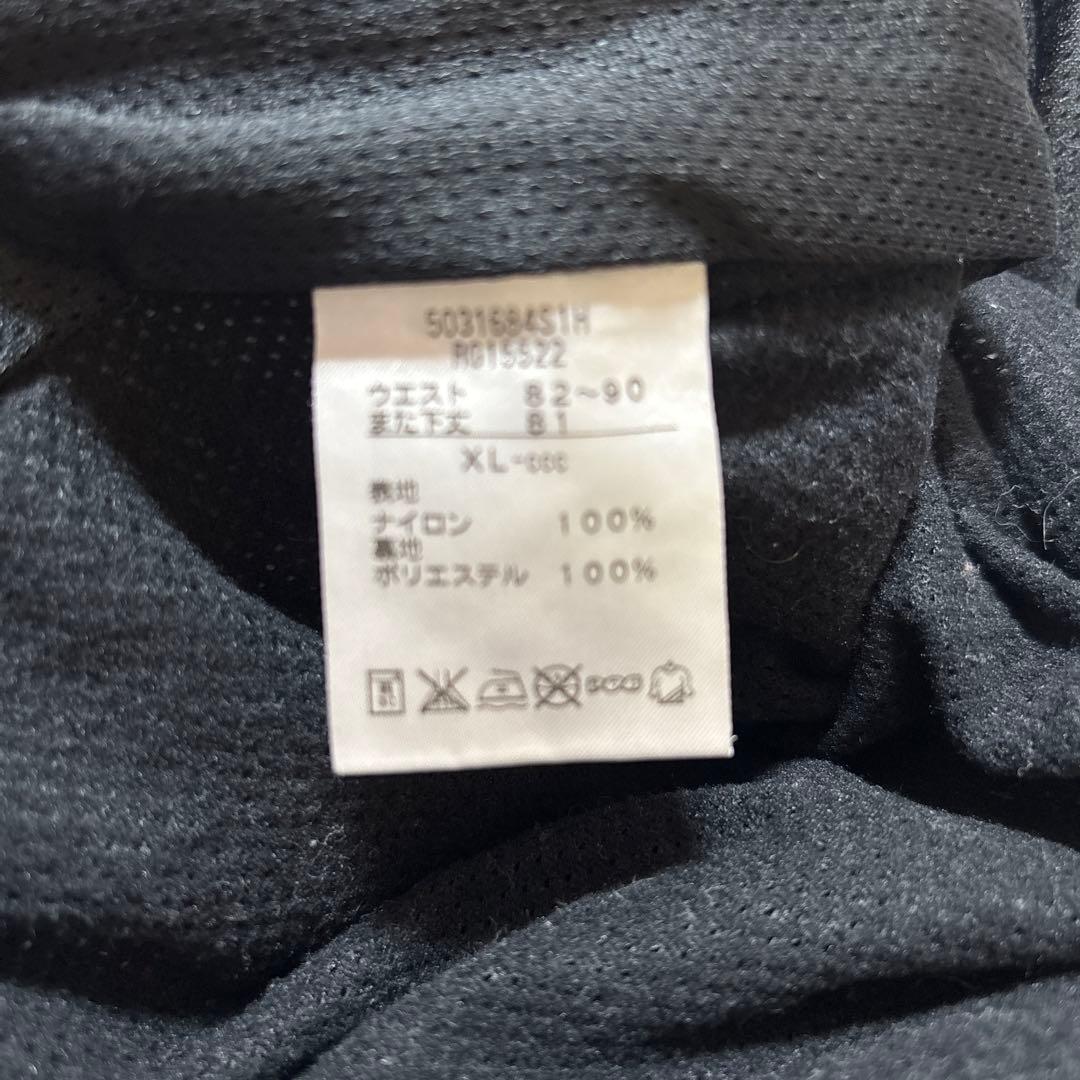 5031684S1H
RG15522
ウエスト 82～90
また下丈 81
XL-000
表地
ナイロン 100%
裏地
ポリエステル 100%